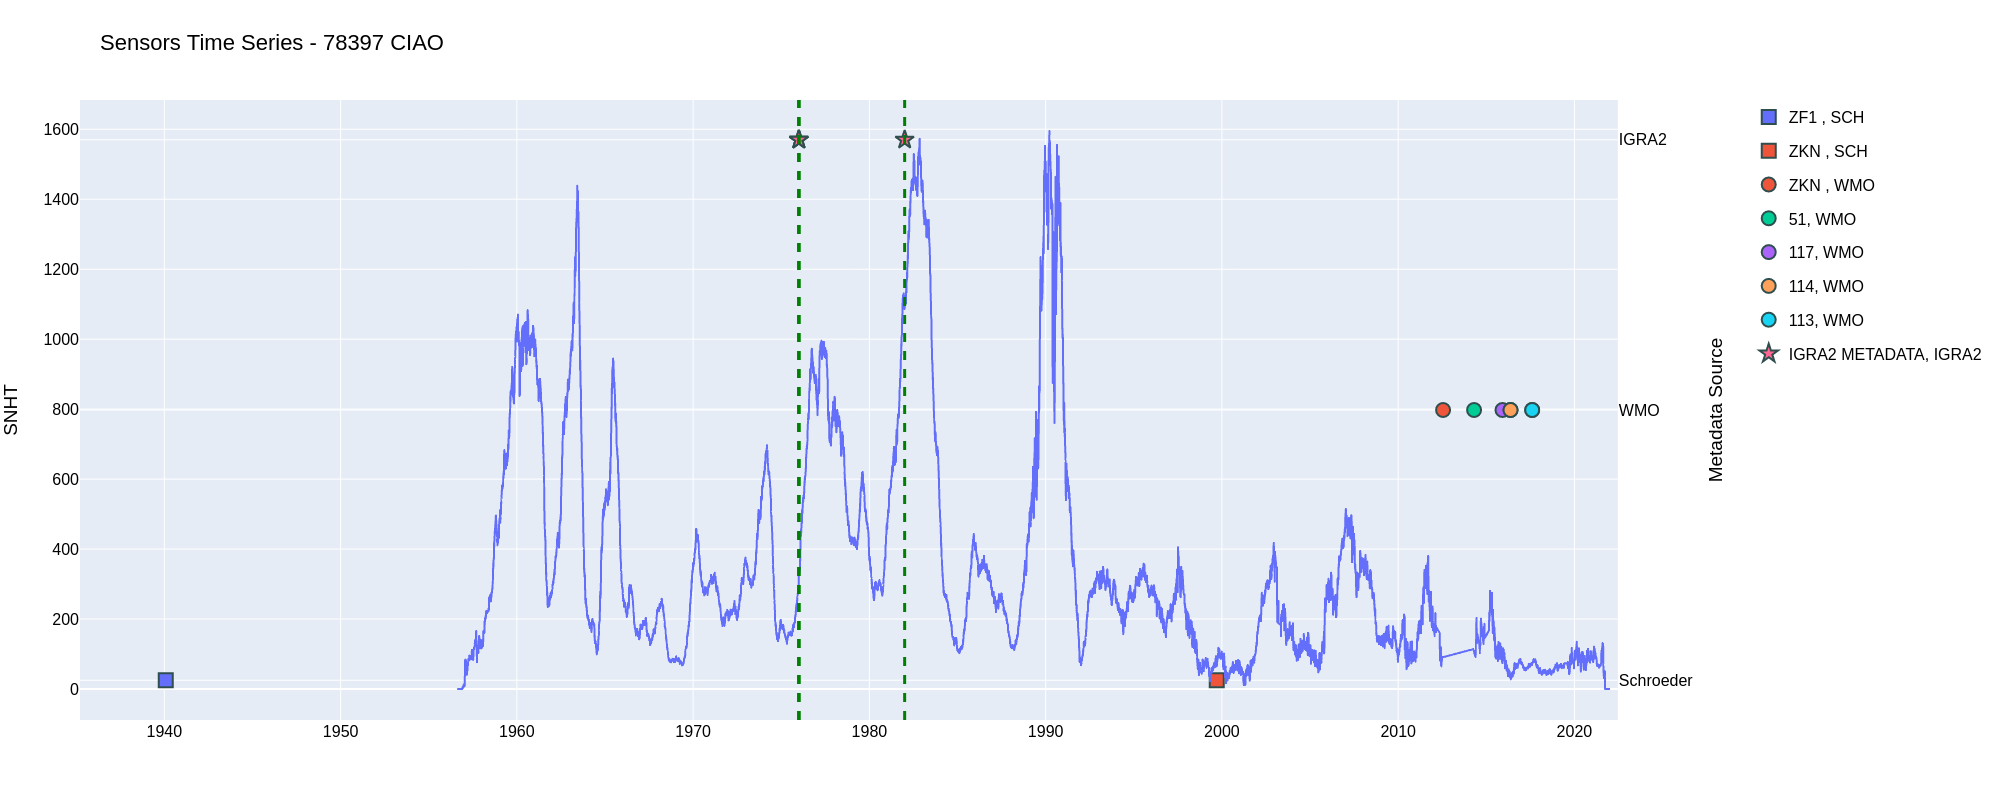 Sensors Time Series - 78397 CIAO
SNHT
1600
1400
1200
1000
800
600
400
200
0
1940
1950
1960
1970
1980
1990
2000
2010
2020
IGRA2
WMO
Schroeder
Metadata Source
ZF1 , SCH
ZKN , SCH
ZKN , WMO
51, WMO
117, WMO
114, WMO
113, WMO
IGRA2 METADATA, IGRA2